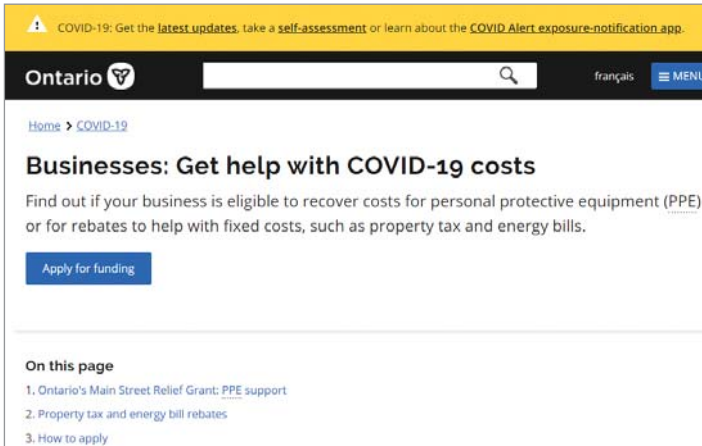 COVID-19: Get the latest updates, take a self-assessment or learn about the COVID Alert exposure-notification app.
Ontario
français
MENU
Home > COVID-19
Businesses: Get help with COVID-19 costs
Find out if your business is eligible to recover costs for personal protective equipment (PPE)
or for rebates to help with fixed costs, such as property tax and energy bills.
Apply for funding
On this page
1. Ontario's Main Street Relief Grant: PPE support
2. Property tax and energy bill rebates
3. How to apply